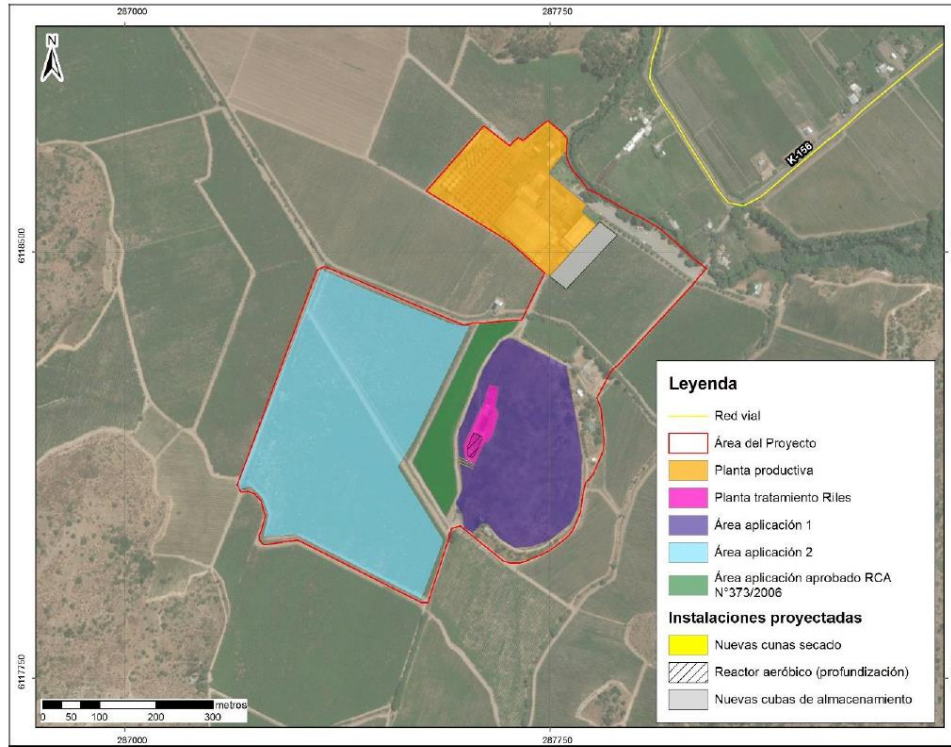 287000 287750
N
K-156
6118500
6117750
Leyenda
Red vial
Área del Proyecto
Planta productiva
Planta tratamiento Riles
Área aplicación 1
Área aplicación 2
Área aplicación aprobado RCA
N°373/2006
Instalaciones proyectadas
Nuevas cunas secado
Reactor aeróbico (profundización)
Nuevas cubas de almacenamiento
metros
0 50 100 200 300
287000 287750